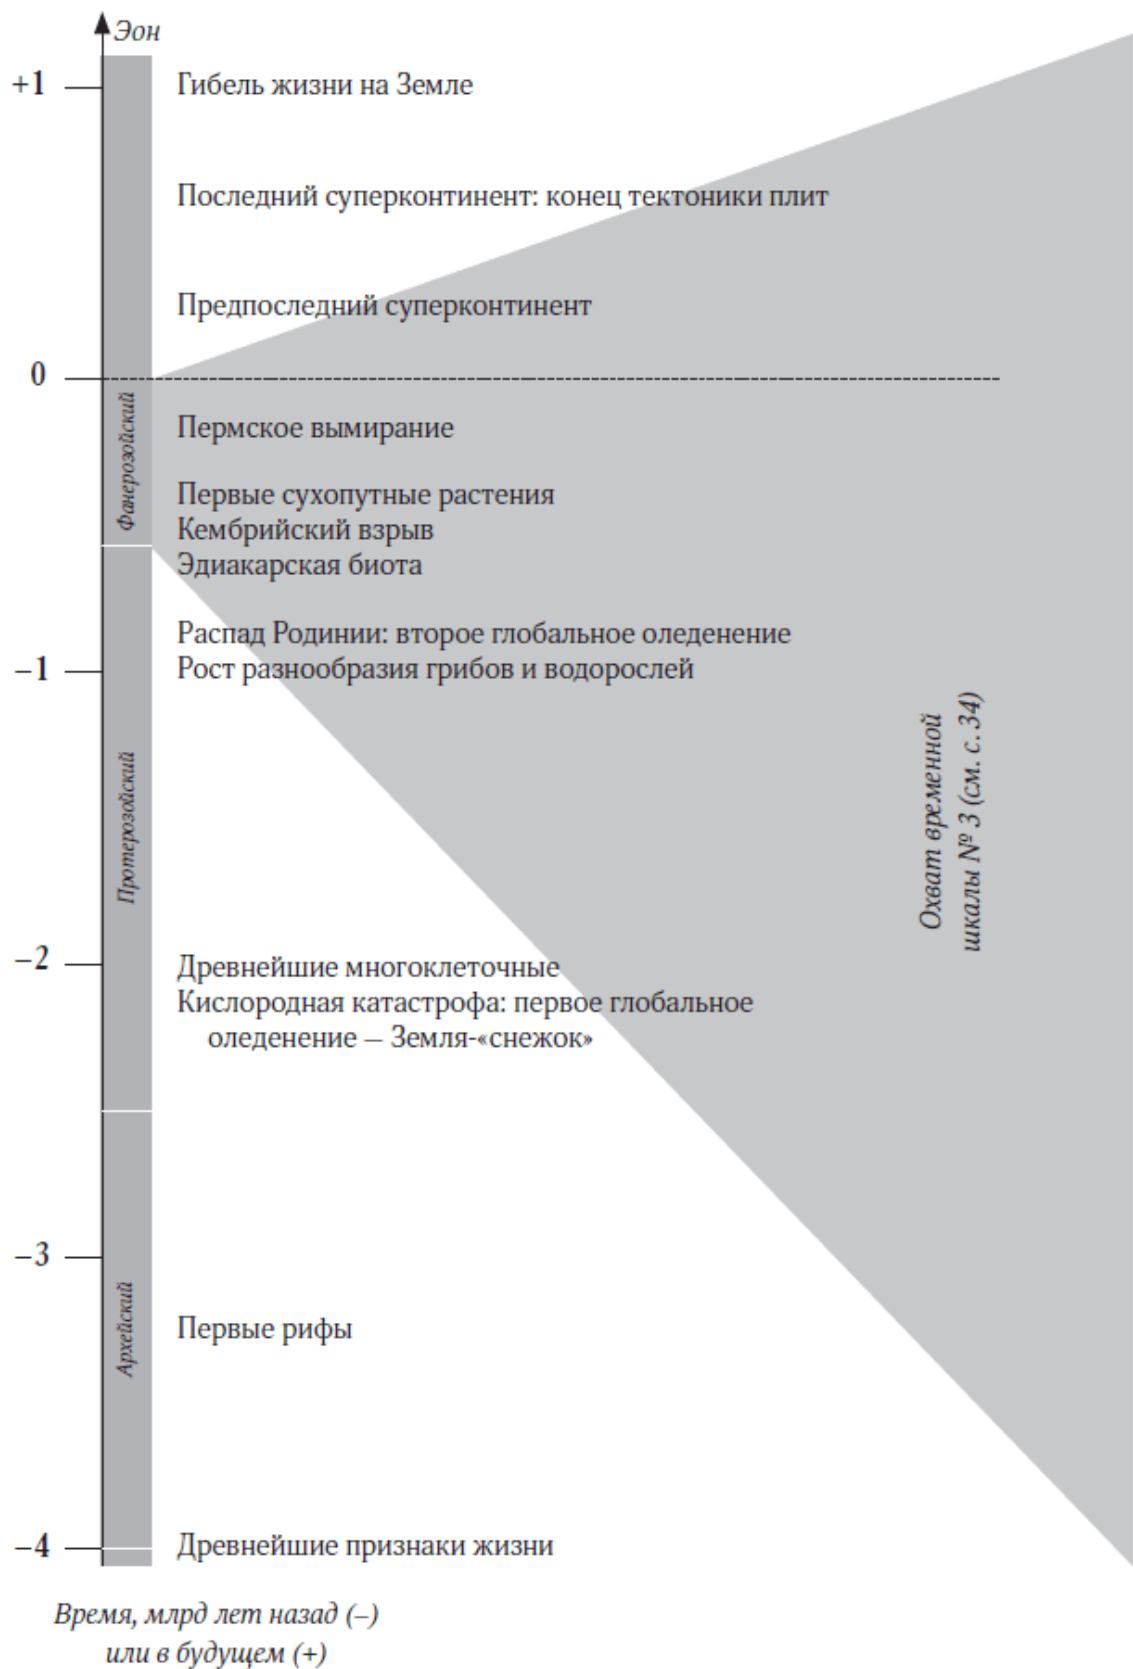 Эон
+1
Гибель жизни на Земле
Последний суперконтинент: конец тектоники плит
Предпоследний суперконтинент
0
Фанерозойский
Пермское вымирание
Первые сухопутные растения
Кембрийский взрыв
Эдиакарская биота
Распад Родинии: второе глобальное оледенение
–1
Рост разнообразия грибов и водорослей
Протерозойский
Охват временной
шкалы № 3 (см. с. 34)
–2
Древнейшие многоклеточные
Кислородная катастрофа: первое глобальное
оледенение — Земля-«снежок»
–3
Архейский
Первые рифы
–4
Древнейшие признаки жизни
Время, млрд лет назад (–)
или в будущем (+)